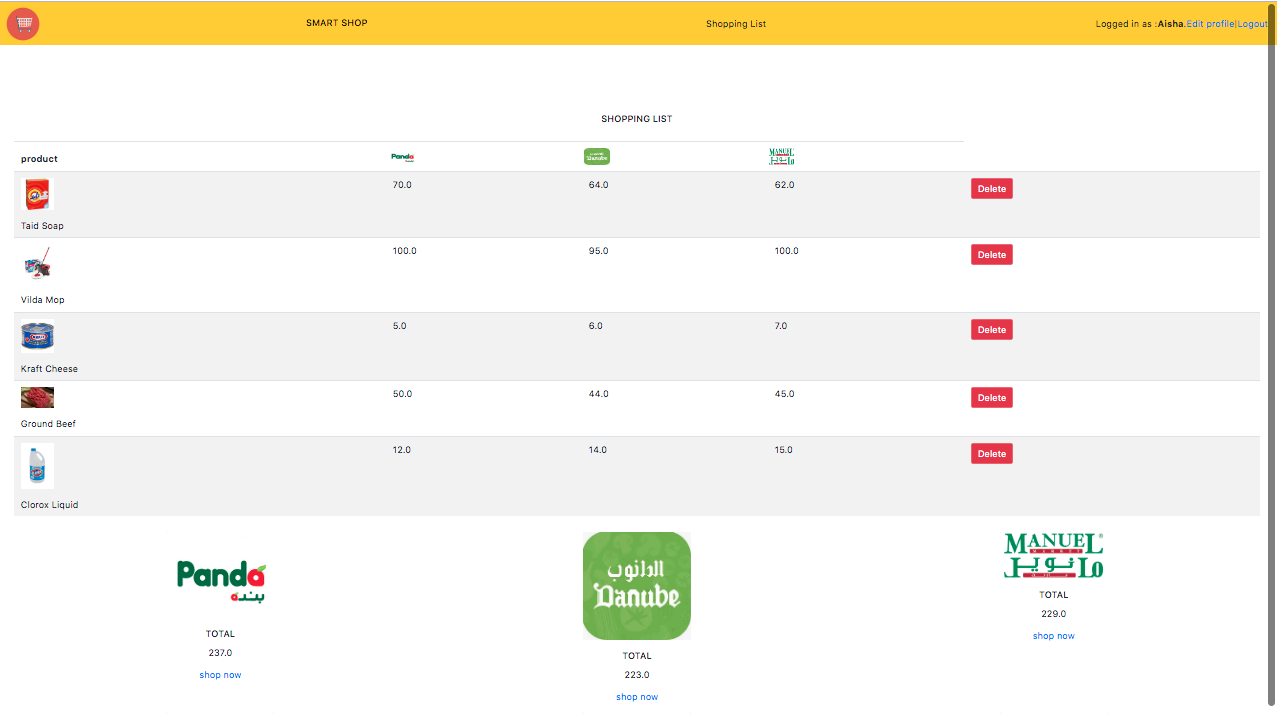 SMART SHOP
Shopping List
Logged in as :Aisha.Edit profile|Logout
SHOPPING LIST
product
Panda
Danube
MANUEL
مانويل
70.0 64.0 62.0 Delete
Taid Soap
100.0 95.0 100.0 Delete
Vilda Mop
5.0 6.0 7.0 Delete
Kraft Cheese
50.0 44.0 45.0 Delete
Ground Beef
12.0 14.0 15.0 Delete
Clorox Liquid
Panda
بنده
TOTAL
237.0
shop now
الدانوب
Danube
TOTAL
223.0
shop now
MANUEL
MARKET
مانويل
TOTAL
229.0
shop now